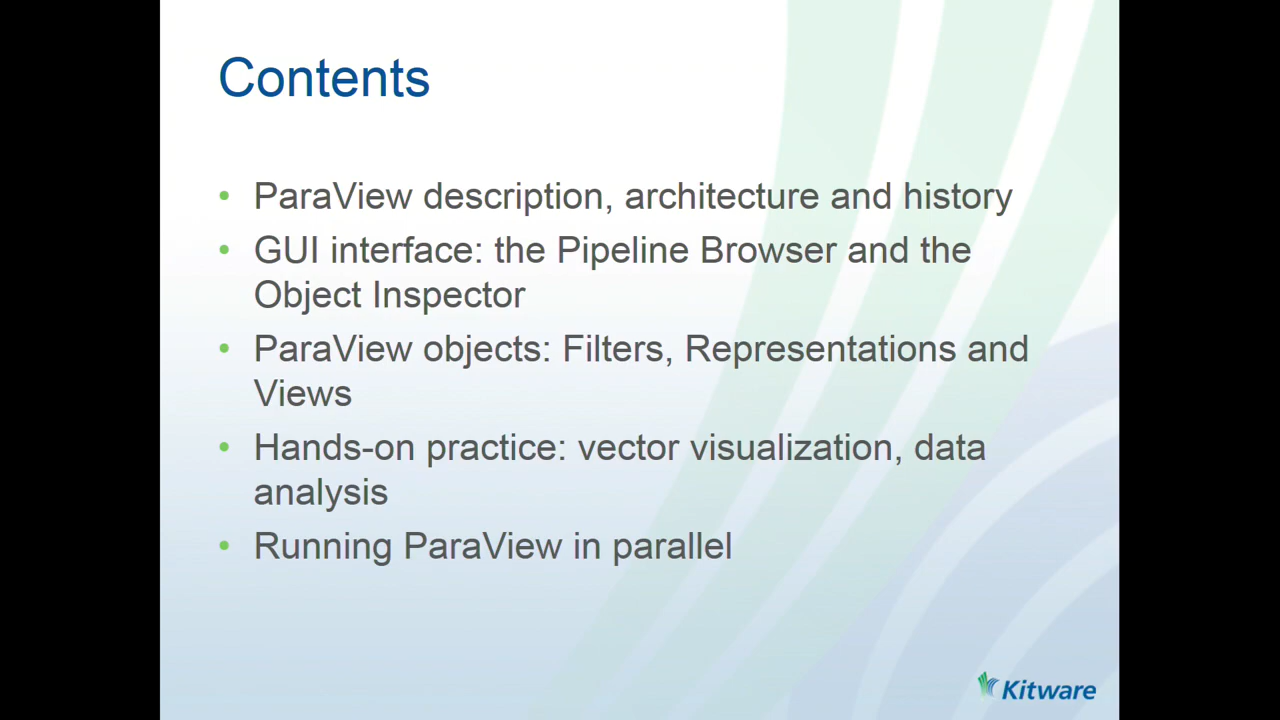 Contents
• ParaView description, architecture and history
• GUI interface: the Pipeline Browser and the
Object Inspector
• ParaView objects: Filters, Representations and
Views
• Hands-on practice: vector visualization, data
analysis
• Running ParaView in parallel
Kitware